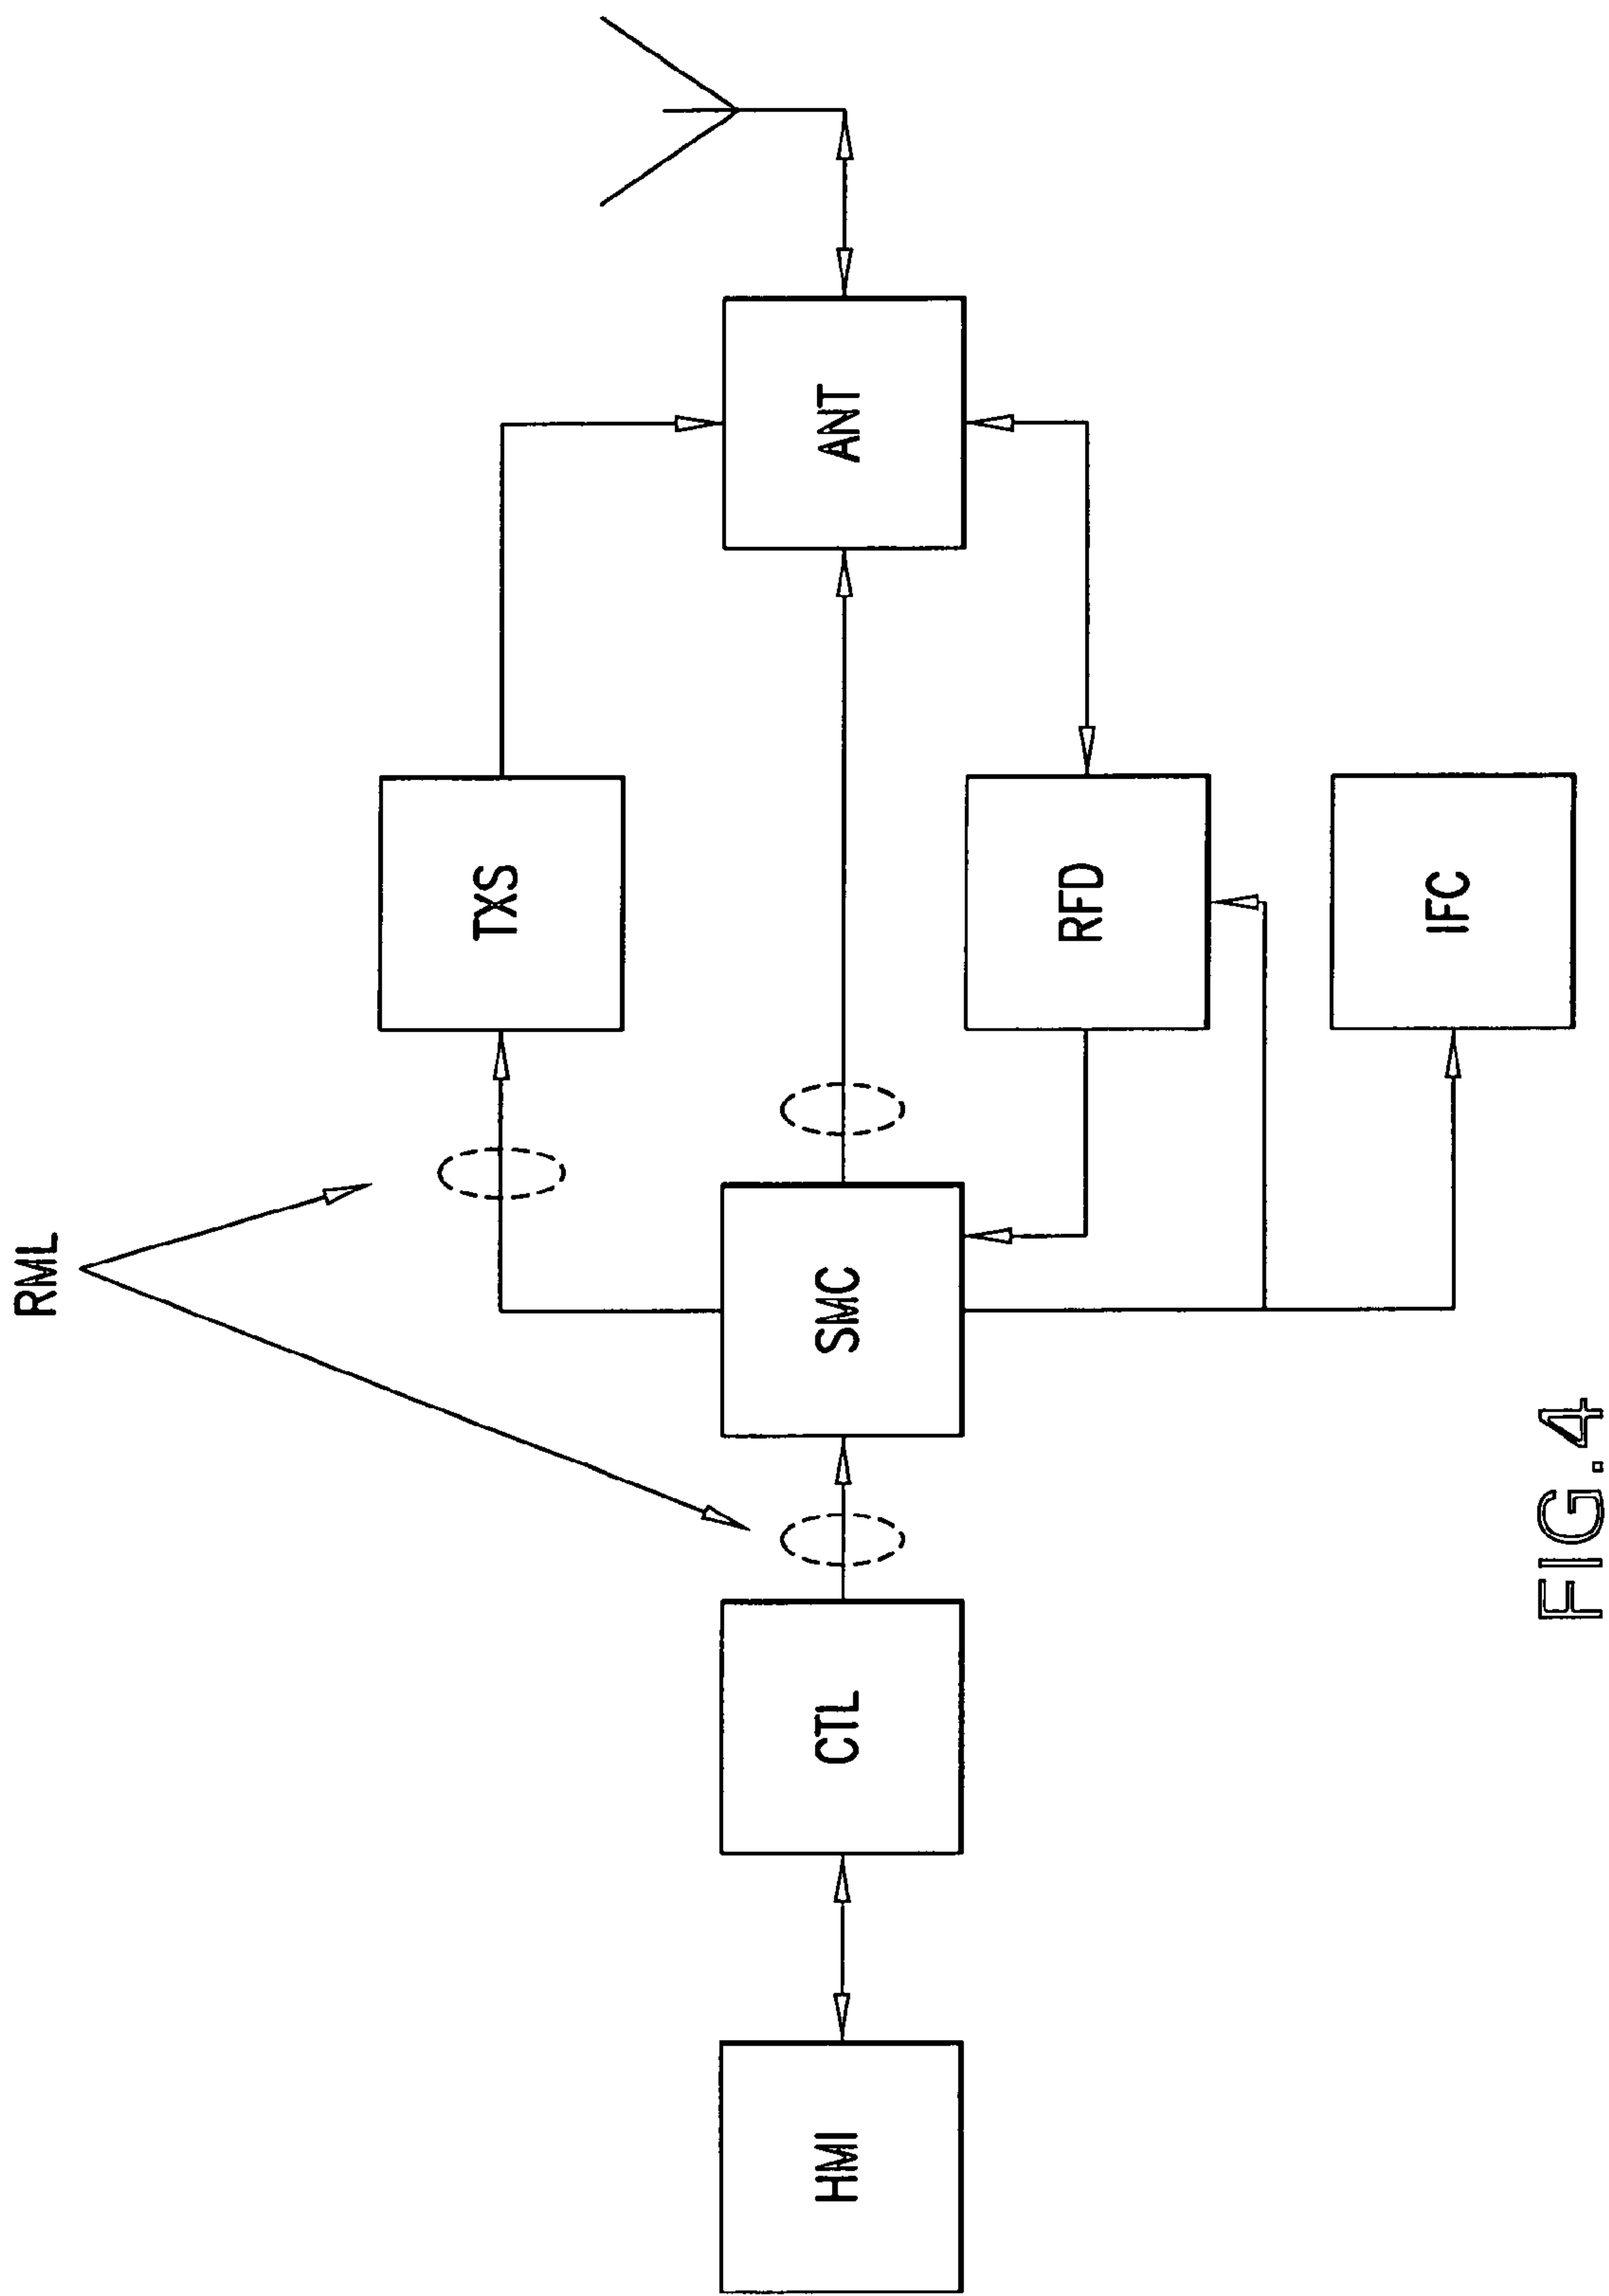 RML
TXS
HMI
CTL
SMC
ANT
RFD
IFC
FIG.4